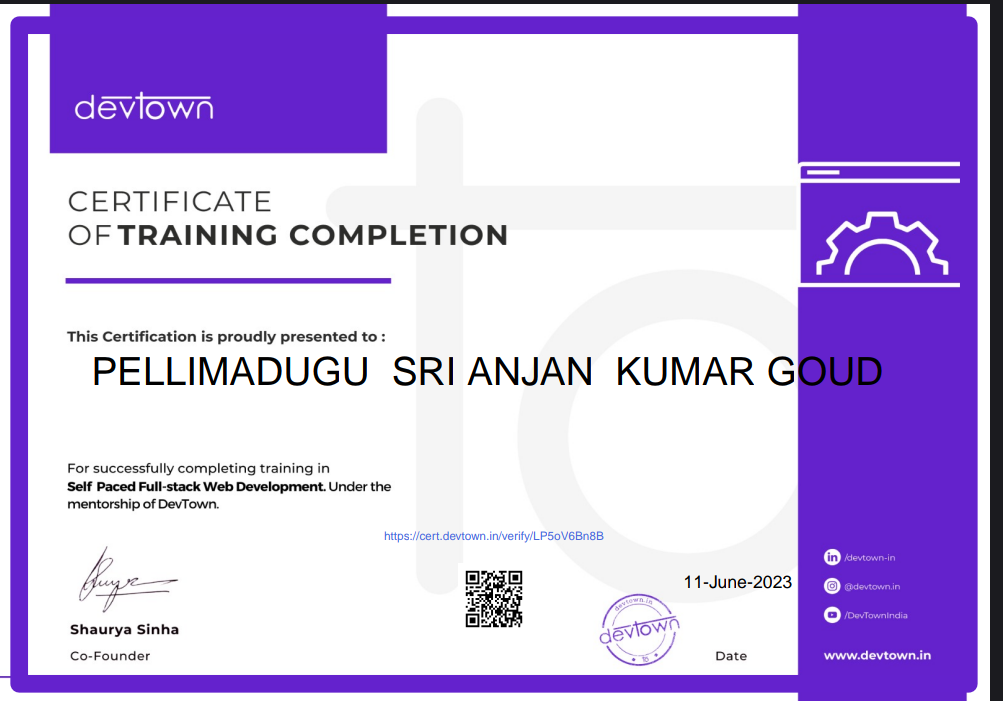 devtown
CERTIFICATE
OF TRAINING COMPLETION
This Certification is proudly presented to :
PELLIMADUGU SRI ANJAN KUMAR GOUD
For successfully completing training in
Self Paced Full-stack Web Development. Under the
mentorship of DevTown.
https://cert.devtown.in/verify/LP5oV6Bn8B
11-June-2023
Shaurya Sinha
Co-Founder
devtown.in
devtown
Date
/devtown-in
@devtown.in
/DevTownIndia
www.devtown.in